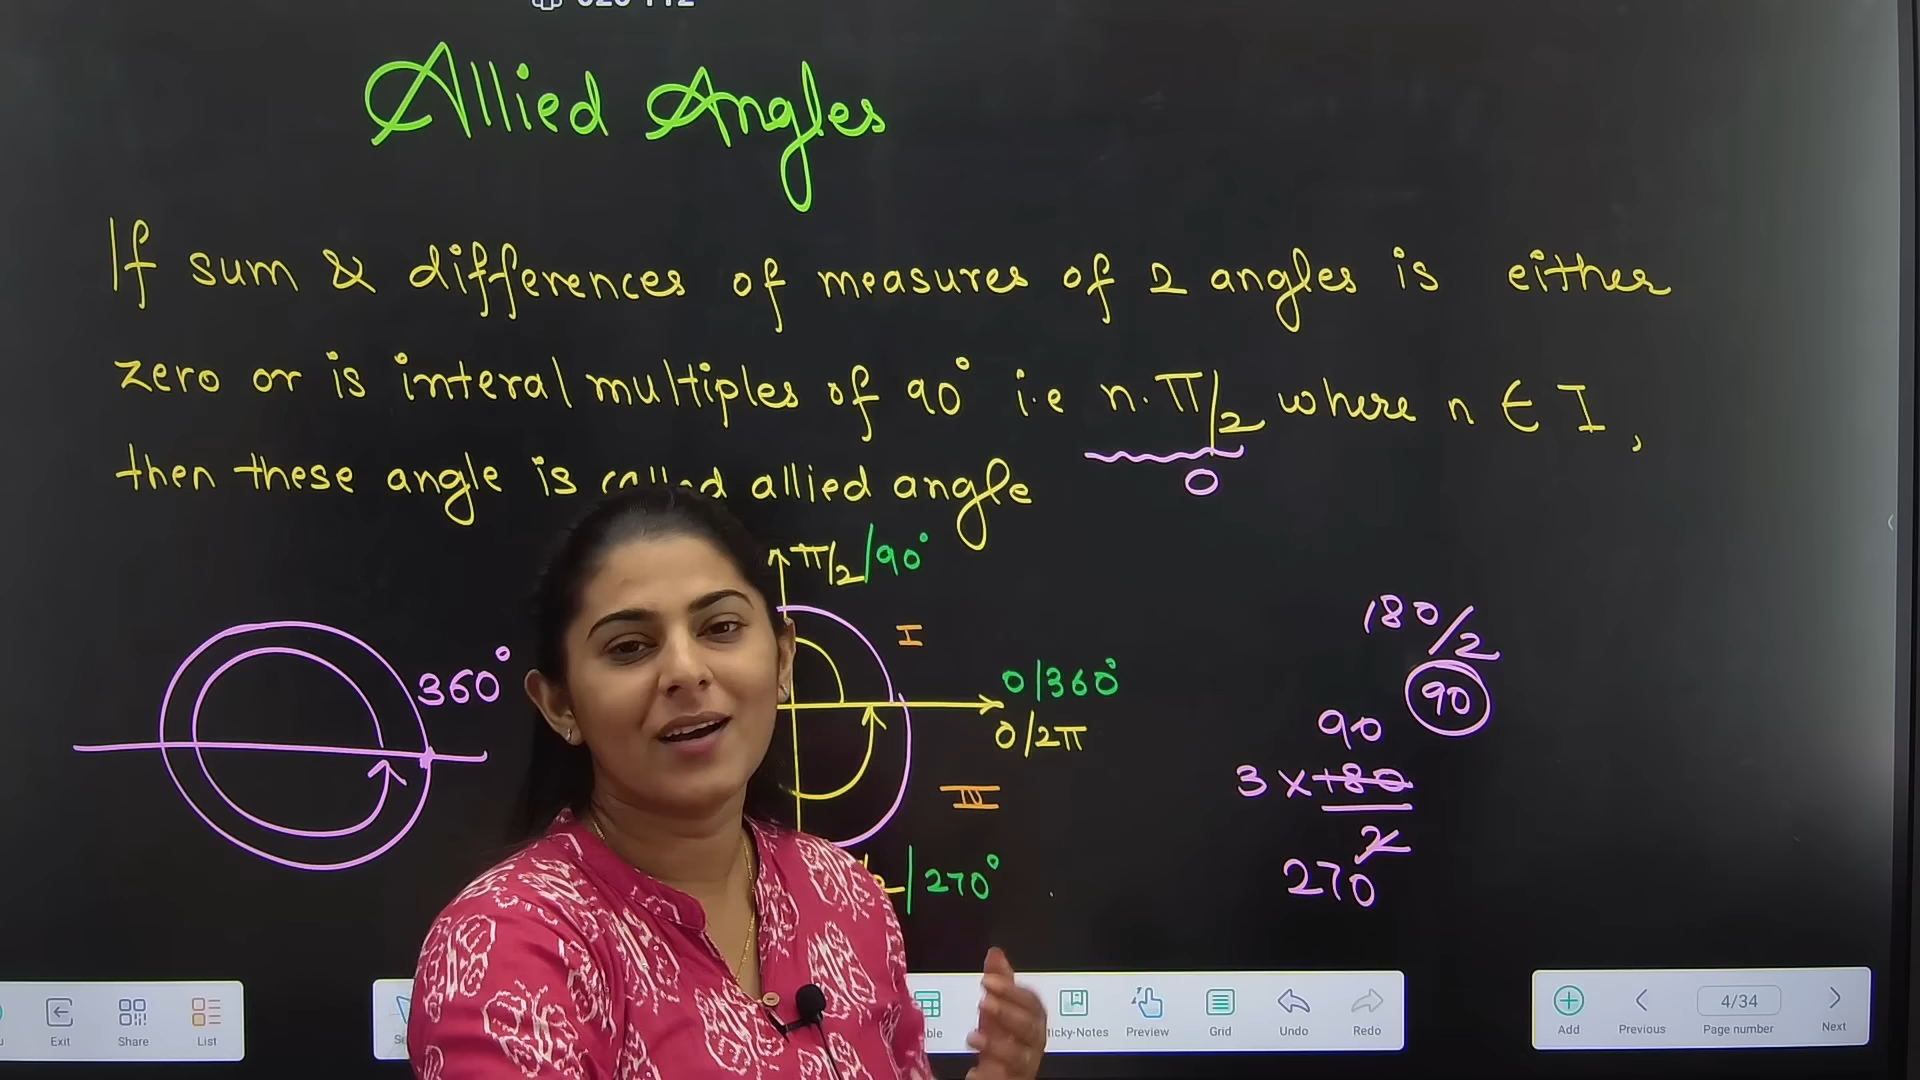 Allied Angles
If sum & differences of measures of 2 angles is either
zero or is interal multiples of 90° i.e n.π/2 where n ∈ I,
then these angle is called allied angle
0
π/2/90°
I
360°
0/360°
0/2π
IV
/270°
180/2
90
90
3 × 180
2
270
Exit
Share
List
Sticky-Notes
Preview
Grid
Undo
Redo
Add
Previous
4/34
Page number
Next